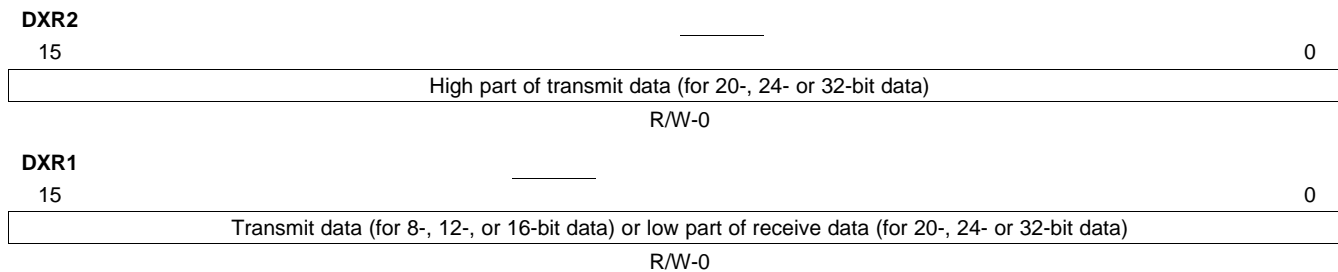 DXR2
15 0
High part of transmit data (for 20-, 24- or 32-bit data)
R/W-0
DXR1
15 0
Transmit data (for 8-, 12-, or 16-bit data) or low part of receive data (for 20-, 24- or 32-bit data)
R/W-0